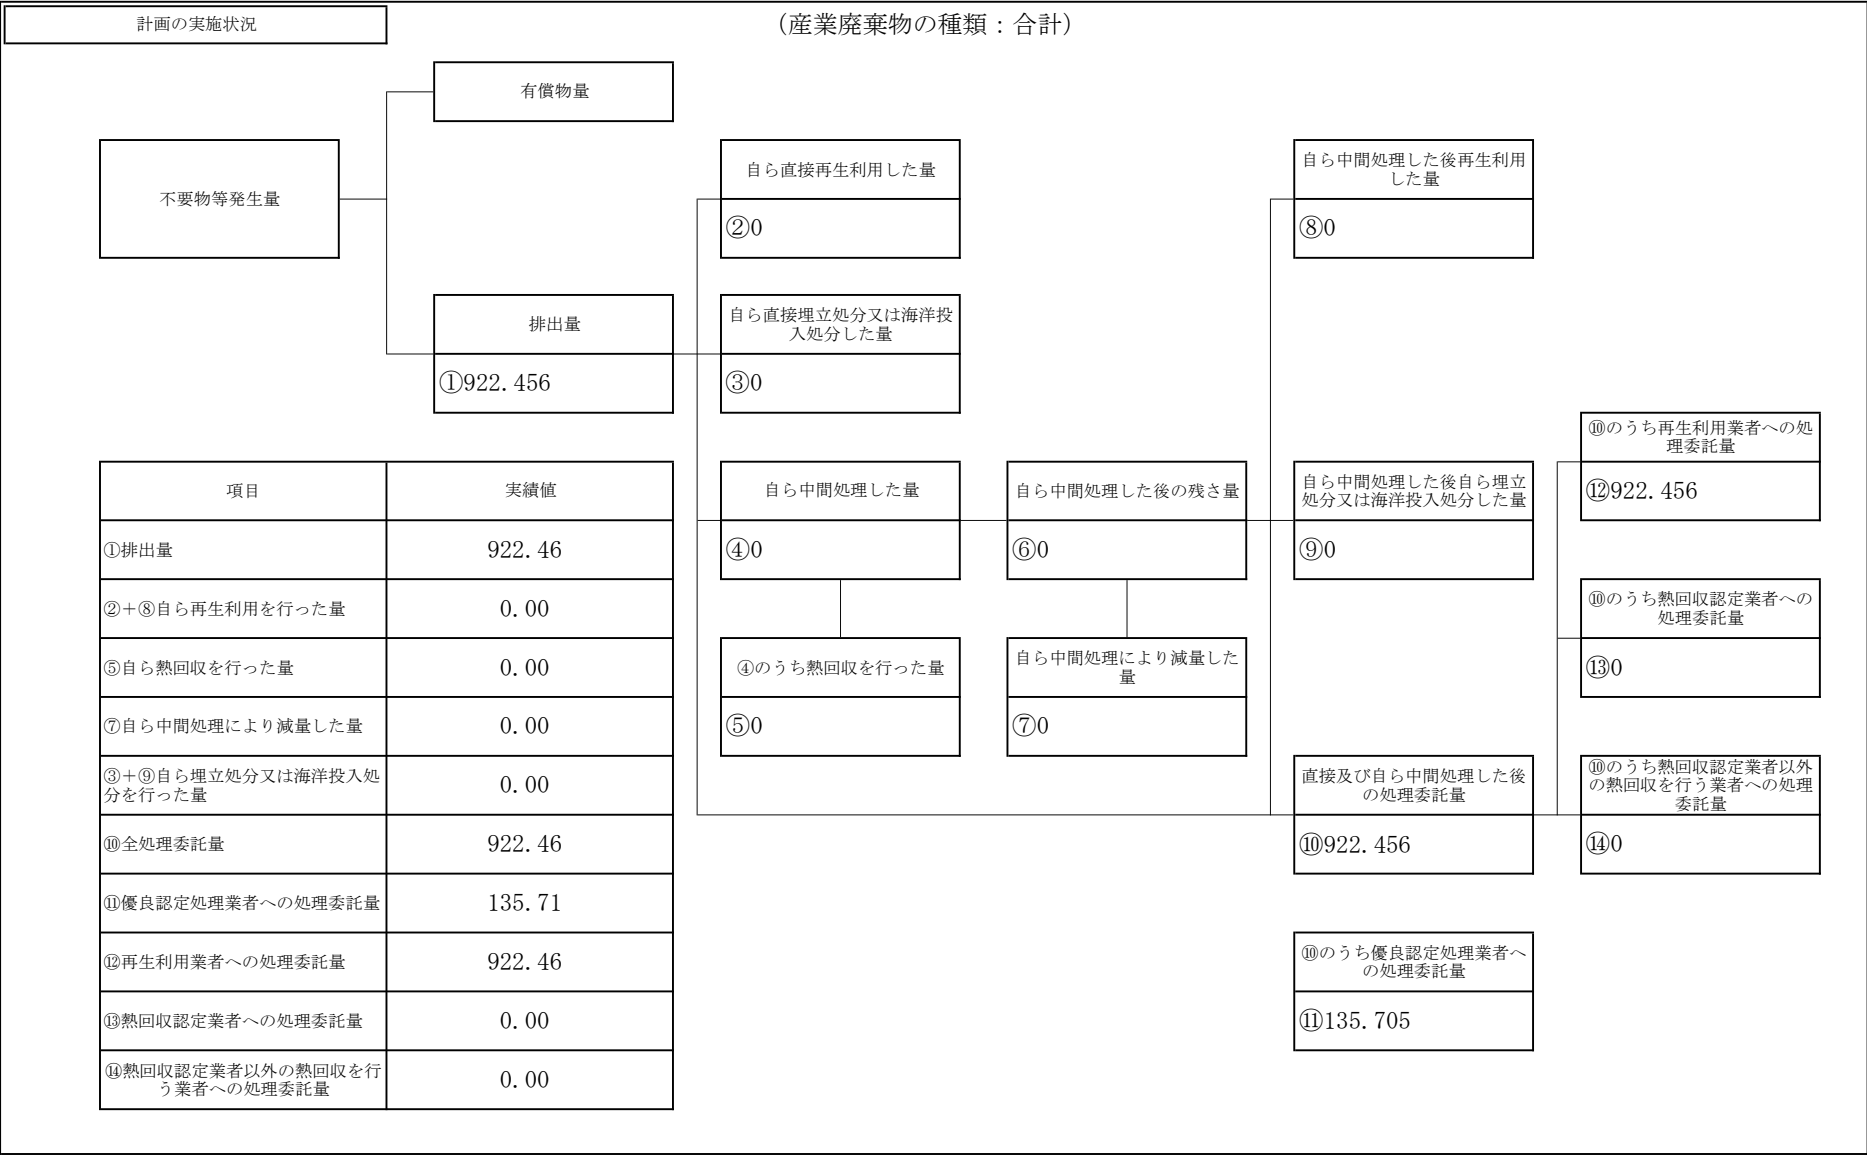 計画の実施状況
（産業廃棄物の種類：合計）
有償物量
不要物等発生量
自ら直接再生利用した量
②0
自ら中間処理した後再生利用
した量
⑧0
排出量
①922.456
自ら直接埋立処分又は海洋投
入処分した量
③0
⑩のうち再生利用業者への処
理委託量
⑫922.456
自ら中間処理した量
④0
自ら中間処理した後の残さ量
⑥0
自ら中間処理した後自ら埋立
処分又は海洋投入処分した量
⑨0
⑩のうち熱回収認定業者への
処理委託量
⑬0
④のうち熱回収を行った量
⑤0
自ら中間処理により減量した
量
⑦0
直接及び自ら中間処理した後
の処理委託量
⑩922.456
⑩のうち熱回収認定業者以外
の熱回収を行う業者への処理
委託量
⑭0
⑩のうち優良認定処理業者へ
の処理委託量
⑪135.705
項目 実績値
①排出量 922.46
②＋⑧自ら再生利用を行った量 0.00
⑤自ら熱回収を行った量 0.00
⑦自ら中間処理により減量した量 0.00
③＋⑨自ら埋立処分又は海洋投入処
分を行った量 0.00
⑩全処理委託量 922.46
⑪優良認定処理業者への処理委託量 135.71
⑫再生利用業者への処理委託量 922.46
⑬熱回収認定業者への処理委託量 0.00
⑭熱回収認定業者以外の熱回収を行
う業者への処理委託量 0.00